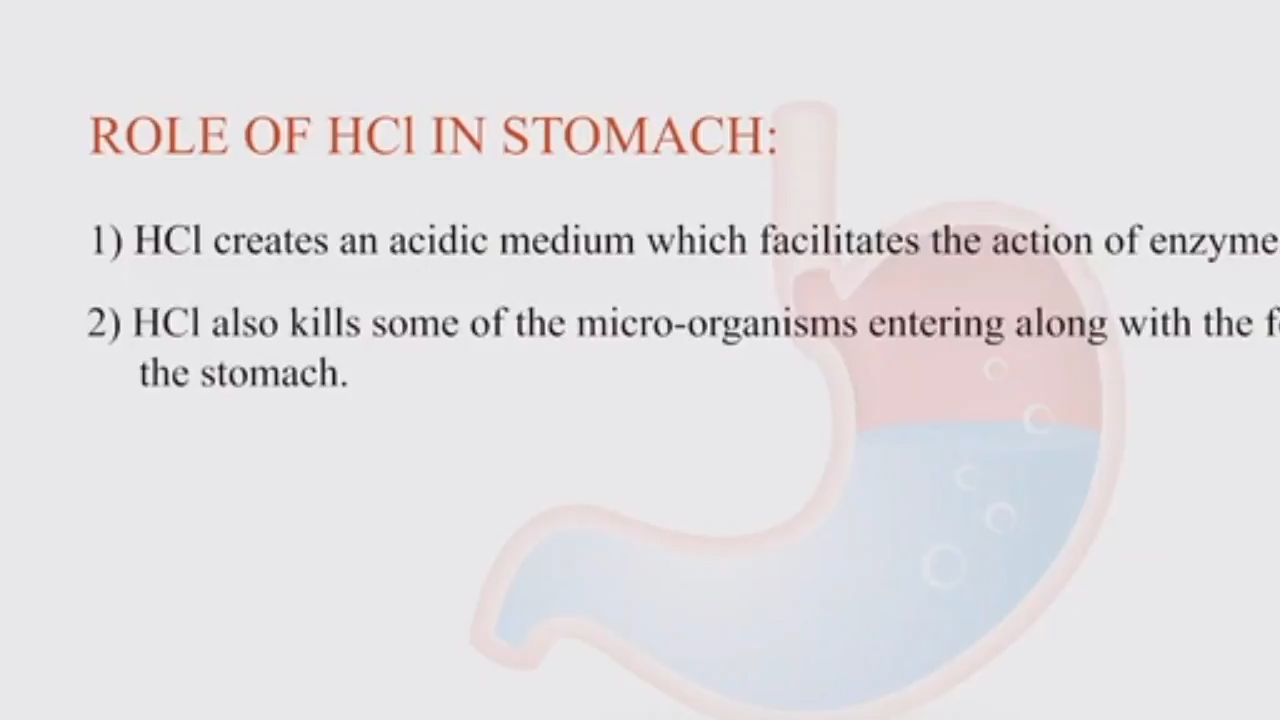 ROLE OF HCl IN STOMACH:
1) HCl creates an acidic medium which facilitates the action of enzyme
2) HCl also kills some of the micro-organisms entering along with the
the stomach.